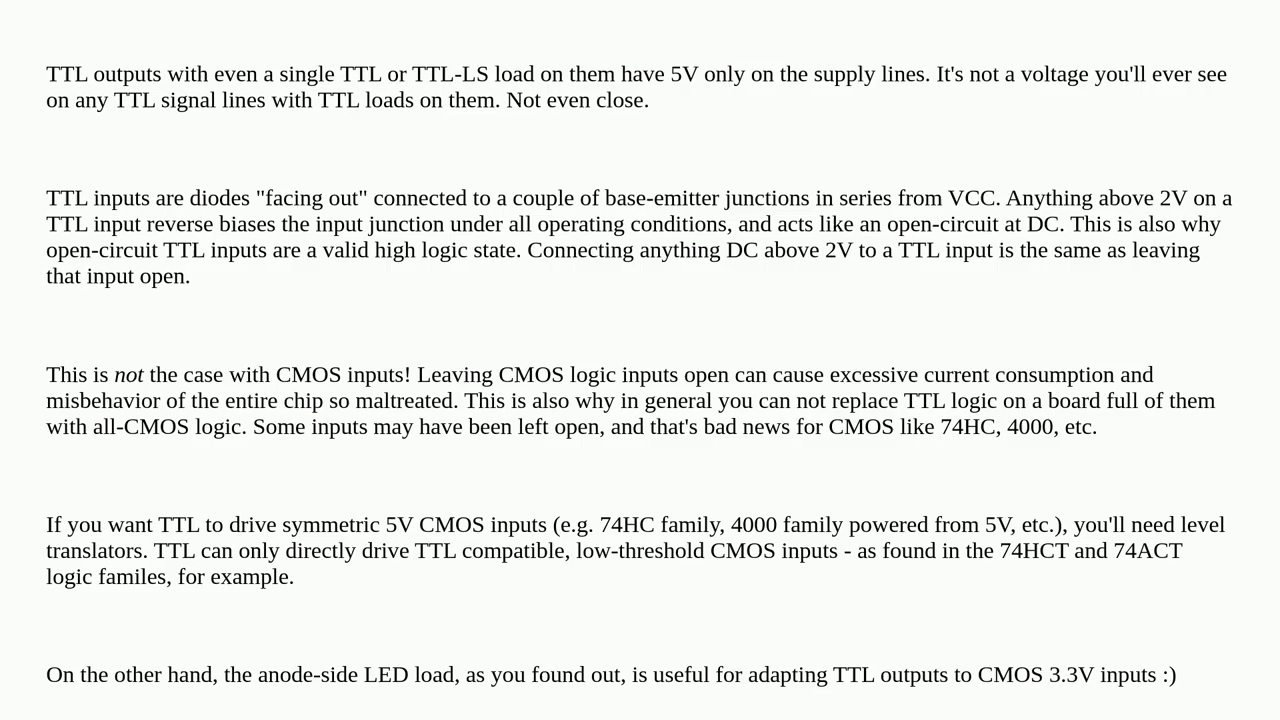 TTL outputs with even a single TTL or TTL-LS load on them have 5V only on the supply lines. It's not a voltage you'll ever see
on any TTL signal lines with TTL loads on them. Not even close.
TTL inputs are diodes "facing out" connected to a couple of base-emitter junctions in series from VCC. Anything above 2V on a
TTL input reverse biases the input junction under all operating conditions, and acts like an open-circuit at DC. This is also why
open-circuit TTL inputs are a valid high logic state. Connecting anything DC above 2V to a TTL input is the same as leaving
that input open.
This is not the case with CMOS inputs! Leaving CMOS logic inputs open can cause excessive current consumption and
misbehavior of the entire chip so maltreated. This is also why in general you can not replace TTL logic on a board full of them
with all-CMOS logic. Some inputs may have been left open, and that's bad news for CMOS like 74HC, 4000, etc.
If you want TTL to drive symmetric 5V CMOS inputs (e.g. 74HC family, 4000 family powered from 5V, etc.), you'll need level
translators. TTL can only directly drive TTL compatible, low-threshold CMOS inputs - as found in the 74HCT and 74ACT
logic familes, for example.
On the other hand, the anode-side LED load, as you found out, is useful for adapting TTL outputs to CMOS 3.3V inputs :)